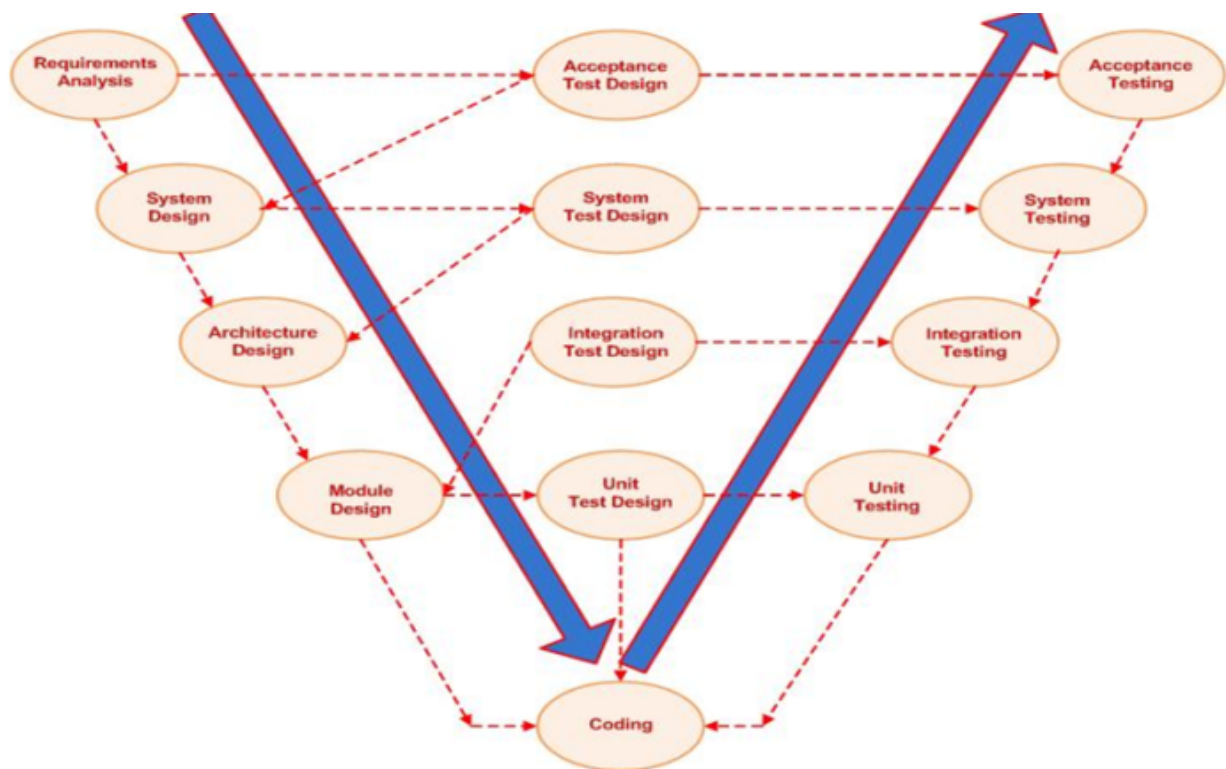 Requirements
Analysis
Acceptance
Test Design
Acceptance
Testing
System
Design
System
Test Design
System
Testing
Architecture
Design
Integration
Test Design
Integration
Testing
Module
Design
Unit
Test Design
Unit
Testing
Coding